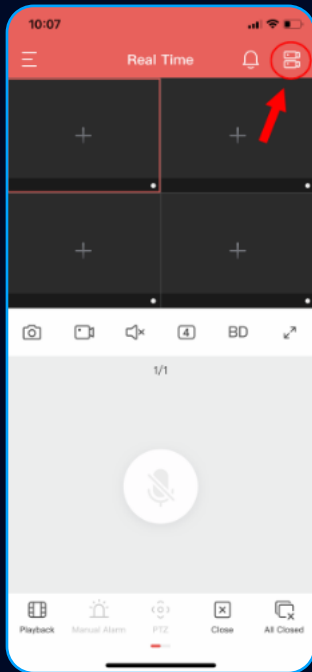 10:07
Real Time
4
BD
1/1
Playback
Manual Alarm
PTZ
Close
All Closed